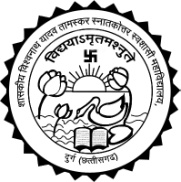 शासकीय विश्वनाथ यादव तामस्कर स्नातकोत्तर स्वशासी महाविद्यालय,
विद्ययाऽमृतमश्नुते
दुर्ग (छत्तीसगढ़)